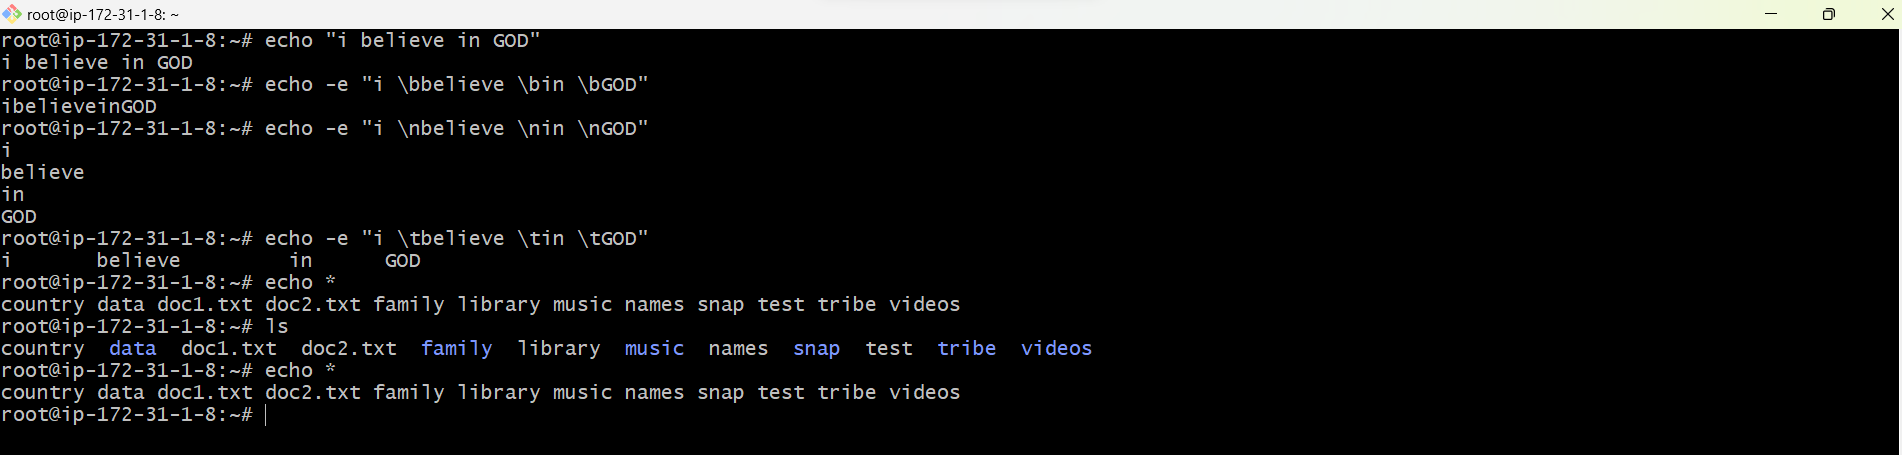 root@ip-172-31-1-8: ~
root@ip-172-31-1-8:~# echo "i believe in GOD"
i believe in GOD
root@ip-172-31-1-8:~# echo -e "i \bbelieve \bin \bGOD"
ibelieveinGOD
root@ip-172-31-1-8:~# echo -e "i \nbelieve \nin \nGOD"
i
believe
in
GOD
root@ip-172-31-1-8:~# echo -e "i \tbelieve \tin \tGOD"
i       believe         in      GOD
root@ip-172-31-1-8:~# echo *
country data doc1.txt doc2.txt family library music names snap test tribe videos
root@ip-172-31-1-8:~# ls
country  data  doc1.txt  doc2.txt  family  library  music  names  snap  test  tribe  videos
root@ip-172-31-1-8:~# echo *
country data doc1.txt doc2.txt family library music names snap test tribe videos
root@ip-172-31-1-8:~#